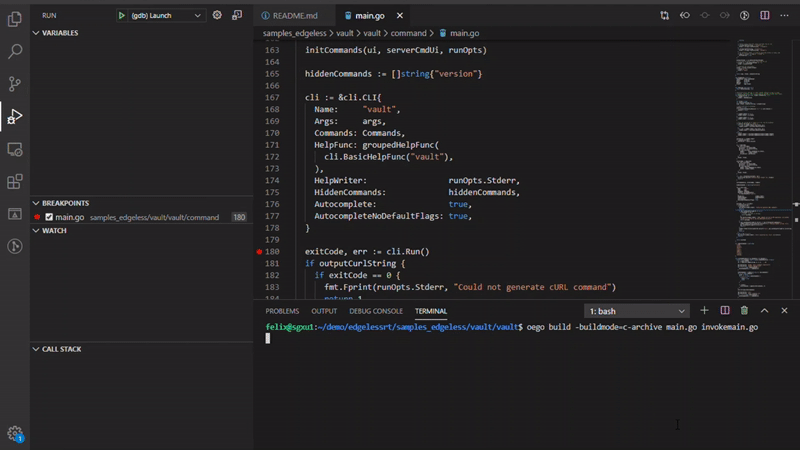 RUN
(gdb) Launch
README.md
main.go
VARIABLES
samples_edgeless > vault > vault > command > main.go
163 initCommands(ui, serverCmdUi, runOpts)
164
165 hiddenCommands := []string{"version"}
166
167 cli := &cli.CLI{
168 Name: "vault",
169 Args: args,
170 Commands: Commands,
171 HelpFunc: groupedHelpFunc(
172 cli.BasicHelpFunc("vault"),
173 ),
174 HelpWriter: runOpts.Stderr,
175 HiddenCommands: hiddenCommands,
176 Autocomplete: true,
177 AutocompleteNoDefaultFlags: true,
178 }
179
180 exitCode, err := cli.Run()
181 if outputCurlString {
182 if exitCode == 0 {
183 fmt.Fprint(runOpts.Stderr, "Could not generate cURL command")
184 return 1
BREAKPOINTS
main.go samples_edgeless/vault/vault/command 180
WATCH
CALL STACK
PROBLEMS OUTPUT DEBUG CONSOLE TERMINAL
1: bash
felix@sgxu1:~/demo/edgelessrt/samples_edgeless/vault/vault$ oego build -buildmode=c-archive main.go invokemain.go
1